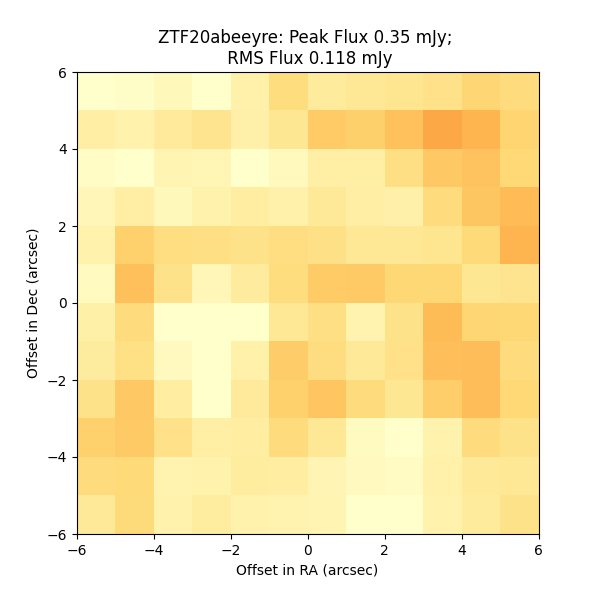 ZTF20abeeyre: Peak Flux 0.35 mJy;
RMS Flux 0.118 mJy
6
4
2
0
−2
−4
−6
Offset in Dec (arcsec)
−6 −4 −2 0 2 4 6
Offset in RA (arcsec)